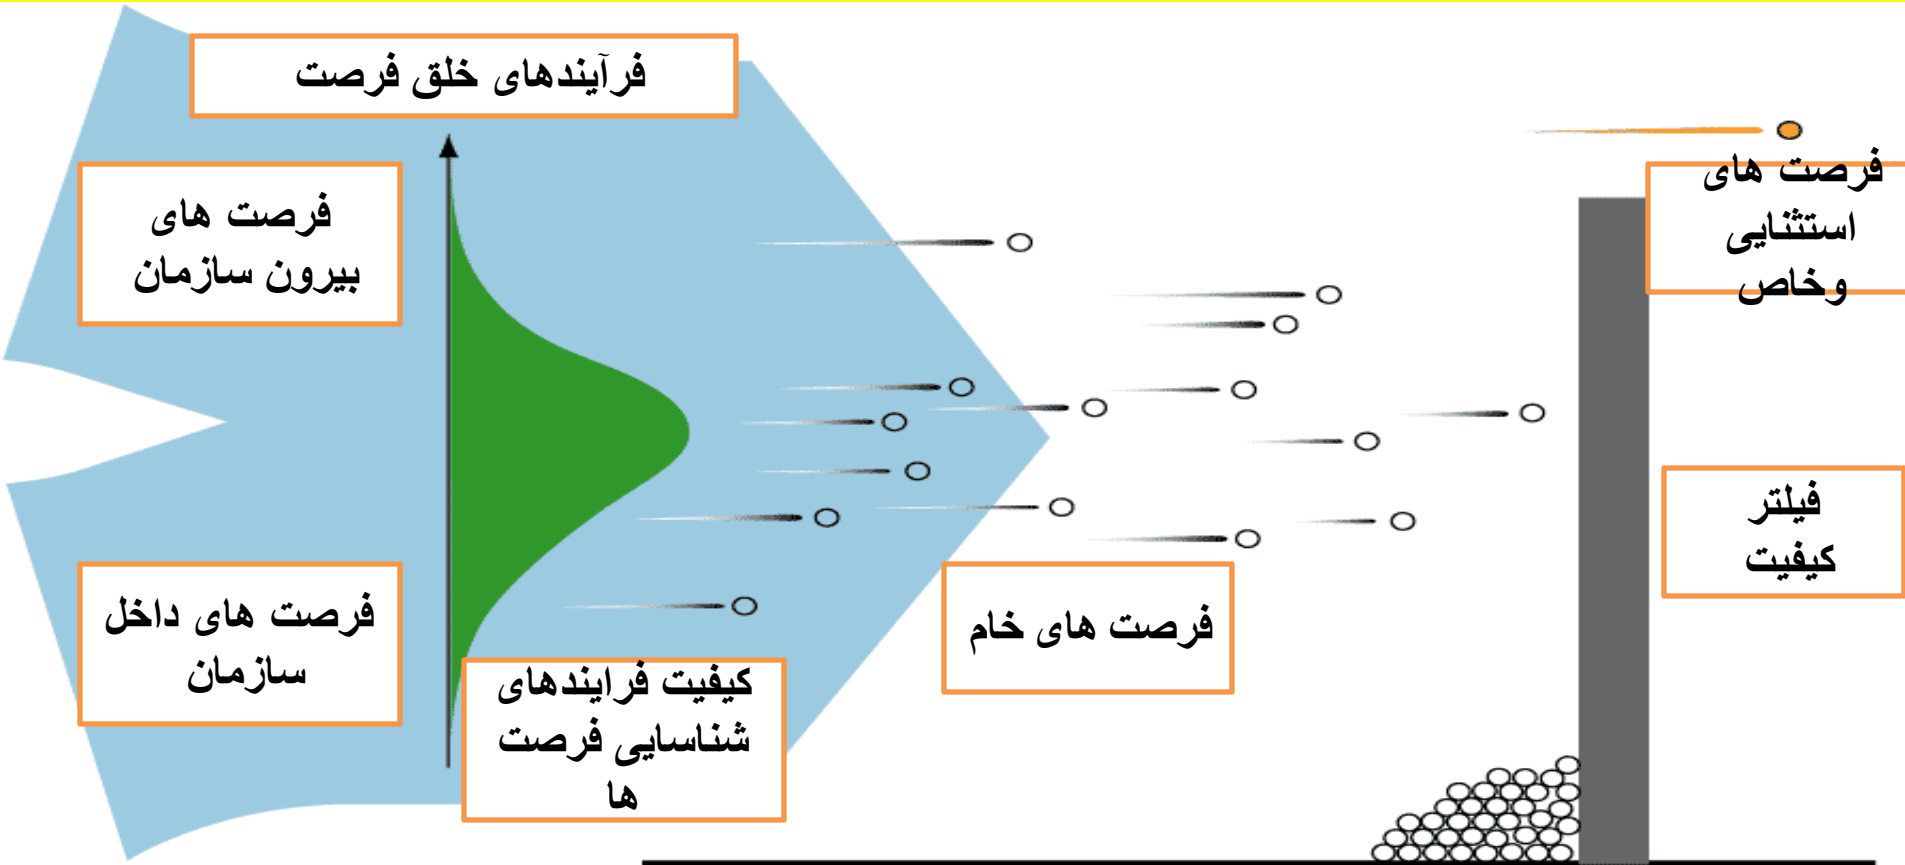 فرآیندهای خلق فرصت
فرصت های
بیرون سازمان
فرصت های
استثنایی
وخاص
فیلتر
کیفیت
فرصت های داخل
سازمان
فرصت های خام
کیفیت فرایندهای
شناسایی فرصت
ها